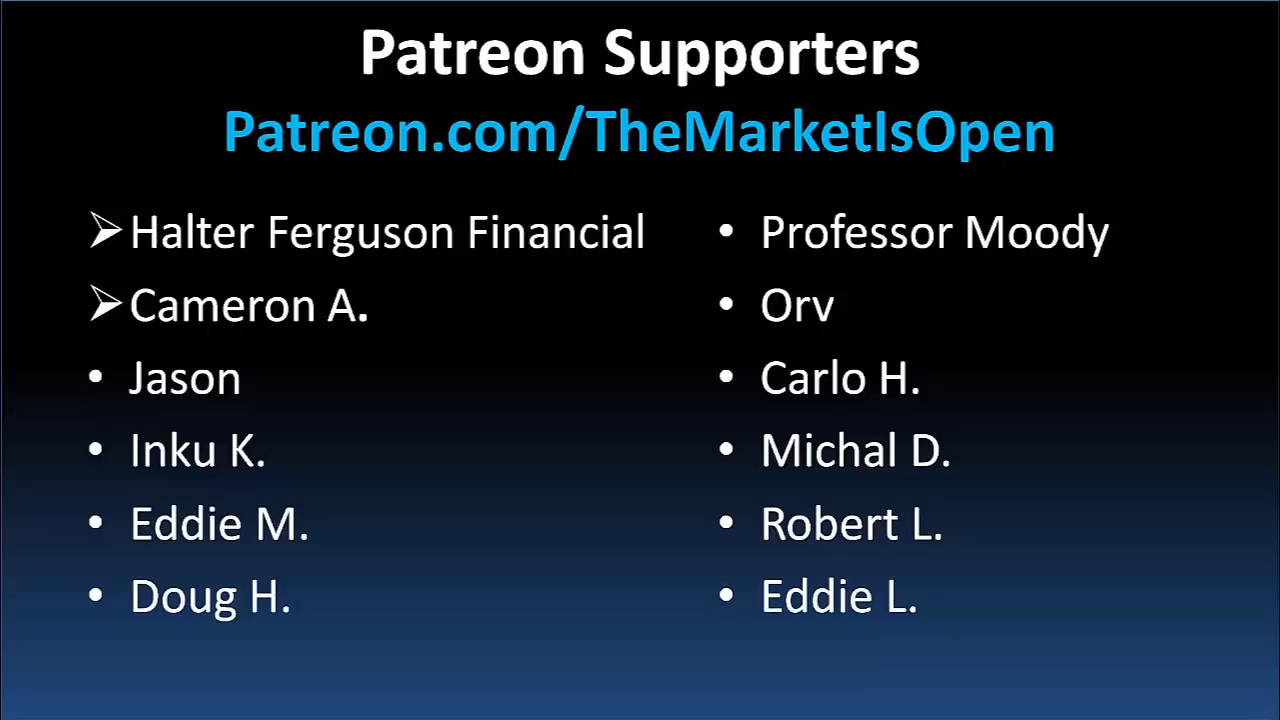 Patreon Supporters
Patreon.com/TheMarketIsOpen
➢Halter Ferguson Financial
➢Cameron A.
• Jason
• Inku K.
• Eddie M.
• Doug H.
• Professor Moody
• Orv
• Carlo H.
• Michal D.
• Robert L.
• Eddie L.